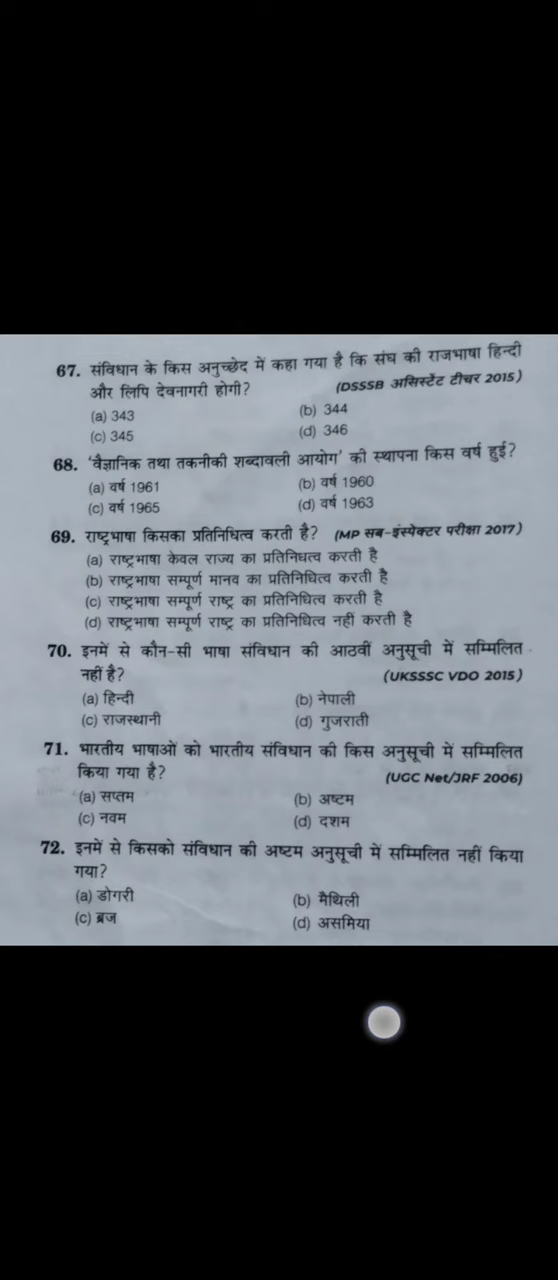 67. संविधान के किस अनुच्छेद में कहा गया है कि संघ की राजभाषा हिन्दी
और लिपि देवनागरी होगी? (DSSSB असिस्टेंट टीचर 2015)
(a) 343 (b) 344
(c) 345 (d) 346
68. 'वैज्ञानिक तथा तकनीकी शब्दावली आयोग' की स्थापना किस वर्ष हुई?
(a) वर्ष 1961 (b) वर्ष 1960
(c) वर्ष 1965 (d) वर्ष 1963
69. राष्ट्रभाषा किसका प्रतिनिधित्व करती है? (MP सब-इंस्पेक्टर परीक्षा 2017)
(a) राष्ट्रभाषा केवल राज्य का प्रतिनिधत्व करती है
(b) राष्ट्रभाषा सम्पूर्ण मानव का प्रतिनिधित्व करती है
(c) राष्ट्रभाषा सम्पूर्ण राष्ट्र का प्रतिनिधित्व करती है
(d) राष्ट्रभाषा सम्पूर्ण राष्ट्र का प्रतिनिधित्व नहीं करती है
70. इनमें से कौन-सी भाषा संविधान की आठवीं अनुसूची में सम्मिलित
नहीं है? (UKSSSC VDO 2015)
(a) हिन्दी (b) नेपाली
(c) राजस्थानी (d) गुजराती
71. भारतीय भाषाओं को भारतीय संविधान की किस अनुसूची में सम्मिलित
किया गया है? (UGC Net/JRF 2006)
(a) सप्तम (b) अष्टम
(c) नवम (d) दशम
72. इनमें से किसको संविधान की अष्टम अनुसूची में सम्मिलित नहीं किया
गया?
(a) डोगरी (b) मैथिली
(c) ब्रज (d) असमिया